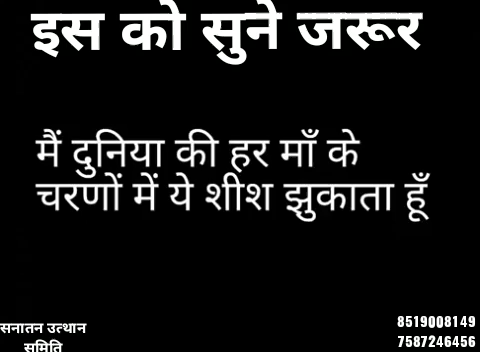 इस को सुने जरूर
मैं दुनिया की हर माँ के
चरणों में ये शीश झुकाता हूँ
सनातन उत्थान
समिति
8519008149
7587246456